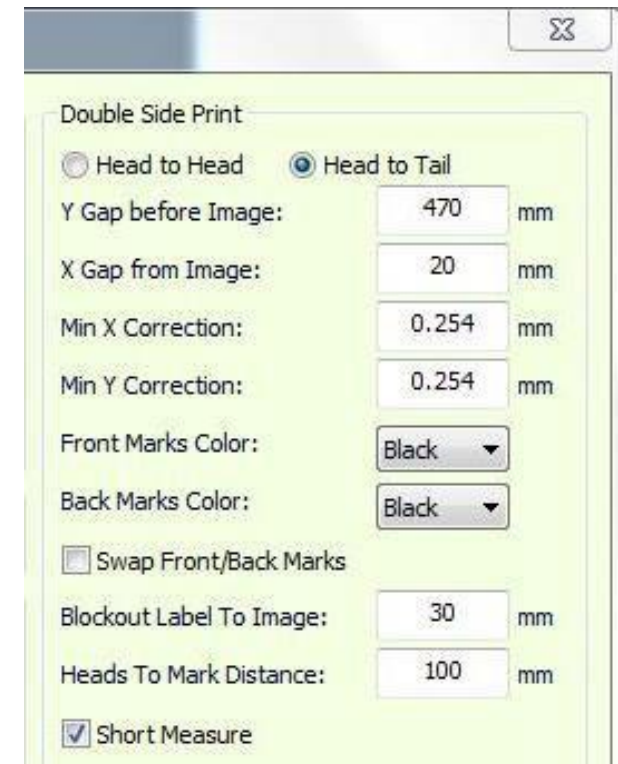 Double Side Print
Head to Head Head to Tail
Y Gap before Image: 470 mm
X Gap from Image: 20 mm
Min X Correction: 0.254 mm
Min Y Correction: 0.254 mm
Front Marks Color: Black
Back Marks Color: Black
Swap Front/Back Marks
Blockout Label To Image: 30 mm
Heads To Mark Distance: 100 mm
Short Measure